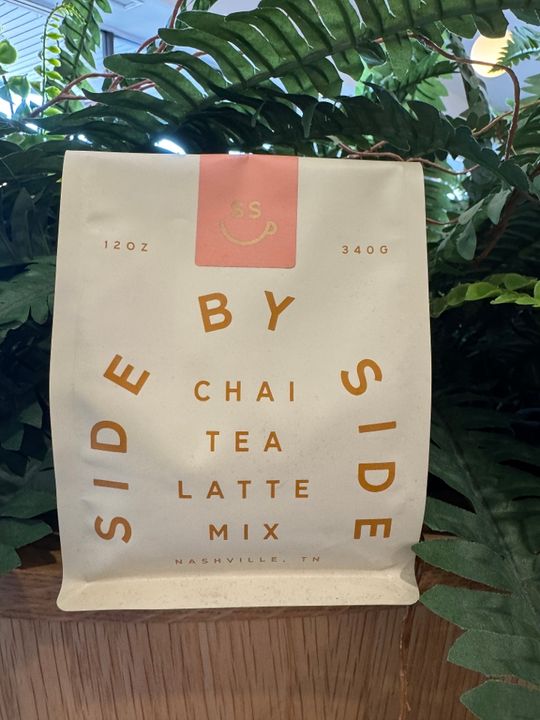 SS
12OZ
340G
SIDE BY SIDE
CHAI
TEA
LATTE
MIX
NASHVILLE, TN